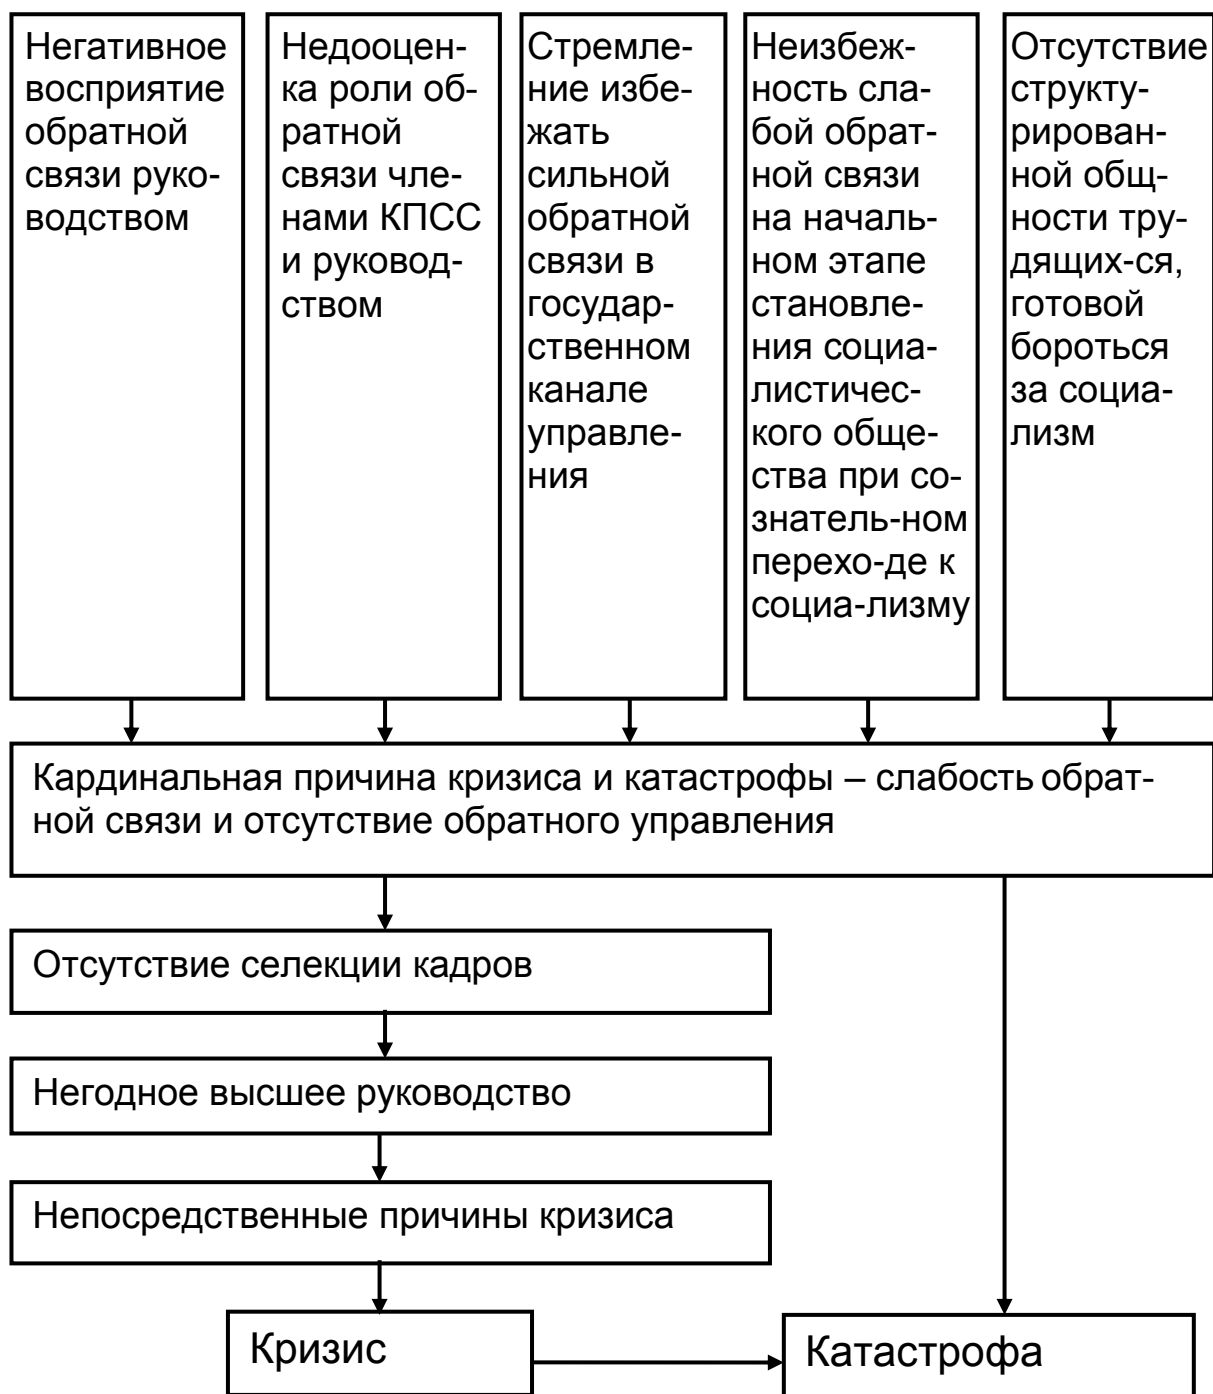 Негативное
восприятие
обратной
связи руко-
водством
Недооцен-
ка роли об-
ратной
связи чле-
нами КПСС
и руковод-
ством
Стремле-
ние избе-
жать
сильной
обратной
связи в
государ-
ственном
канале
управле-
ния
Неизбеж-
ность сла-
бой обрат-
ной связи
на началь-
ном этапе
становле-
ния социа-
листичес-
кого обще-
ства при со-
знатель-ном
перехо-де к
социа-лизму
Отсутствие
структу-
рирован-
ной общ-
ности тру-
дящих-ся,
готовой
бороться
за социа-
лизм
Кардинальная причина кризиса и катастрофы – слабость обрат-
ной связи и отсутствие обратного управления
Отсутствие селекции кадров
Негодное высшее руководство
Непосредственные причины кризиса
Кризис
Катастрофа